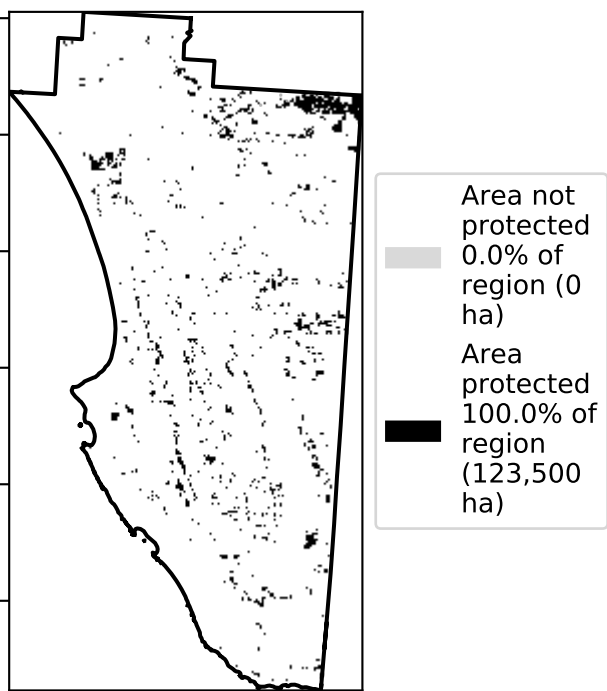 Area not
protected
0.0% of
region (0
ha)
Area
protected
100.0% of
region
(123,500
ha)